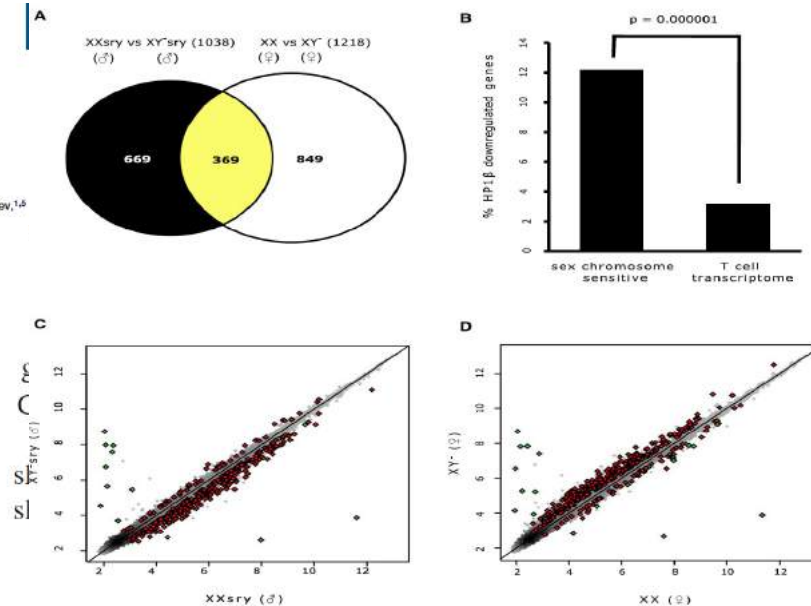 A
XXsry vs XY⁻sry (1038)
(♂) (♂)
XX vs XY⁻ (1218)
(♀) (♀)
669
369
849
B
p = 0.000001
% HP1β downregulated genes
14
12
10
8
6
4
2
0
sex chromosome
sensitive
T cell
transcriptome
ev,1,5
C
XY⁻sry (♂)
12
10
8
6
4
2
2 4 6 8 10 12
XXsry (♂)
D
XY- (♀)
12
10
8
6
4
2
2 4 6 8 10 12
XX (♀)